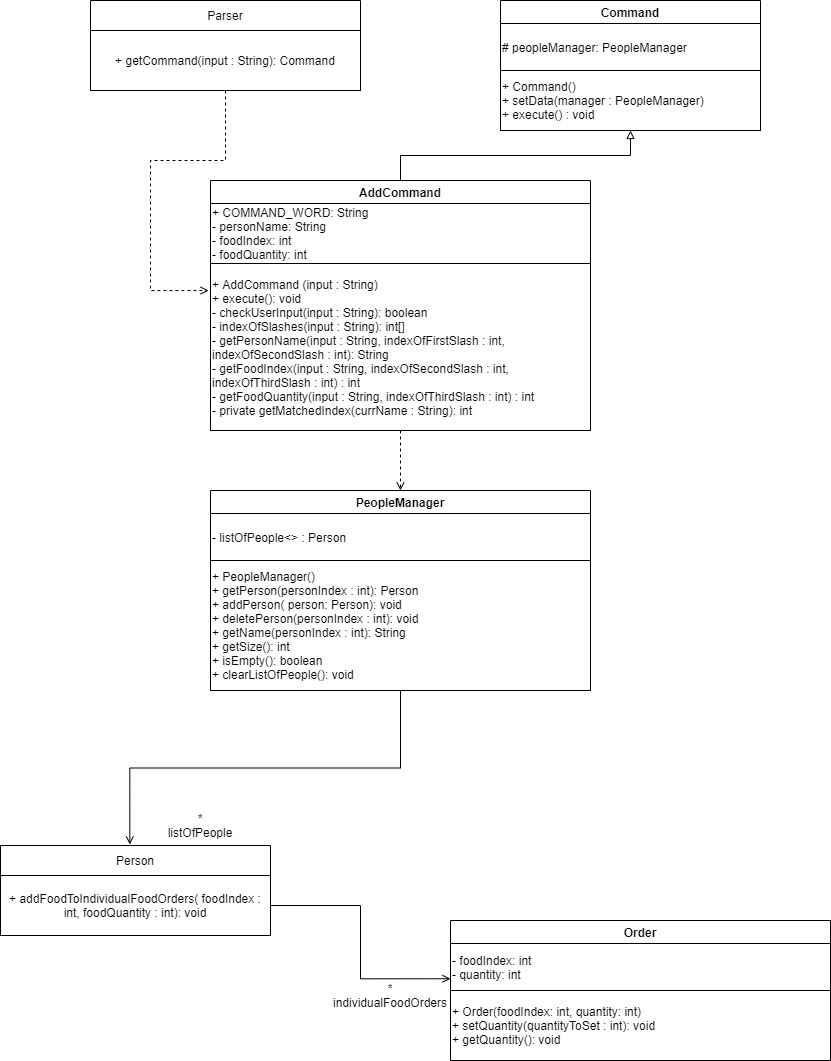 Parser
+ getCommand(input : String): Command
Command
# peopleManager: PeopleManager
+ Command()
+ setData(manager : PeopleManager)
+ execute() : void
AddCommand
+ COMMAND_WORD: String
- personName: String
- foodIndex: int
- foodQuantity: int
+ AddCommand (input : String)
+ execute(): void
- checkUserInput(input : String): boolean
- indexOfSlashes(input : String): int[]
- getPersonName(input : String, indexOfFirstSlash : int,
indexOfSecondSlash : int): String
- getFoodIndex(input : String, indexOfSecondSlash : int,
indexOfThirdSlash : int) : int
- getFoodQuantity(input : String, indexOfThirdSlash : int) : int
- private getMatchedIndex(currName : String): int
PeopleManager
- listOfPeople<> : Person
+ PeopleManager()
+ getPerson(personIndex : int): Person
+ addPerson( person: Person): void
+ deletePerson(personIndex : int): void
+ getName(personIndex : int): String
+ getSize(): int
+ isEmpty(): boolean
+ clearListOfPeople(): void
*
listOfPeople
Person
+ addFoodToIndividualFoodOrders( foodIndex :
int, foodQuantity : int): void
*
individualFoodOrders
Order
- foodIndex: int
- quantity: int
+ Order(foodIndex: int, quantity: int)
+ setQuantity(quantityToSet : int): void
+ getQuantity(): void